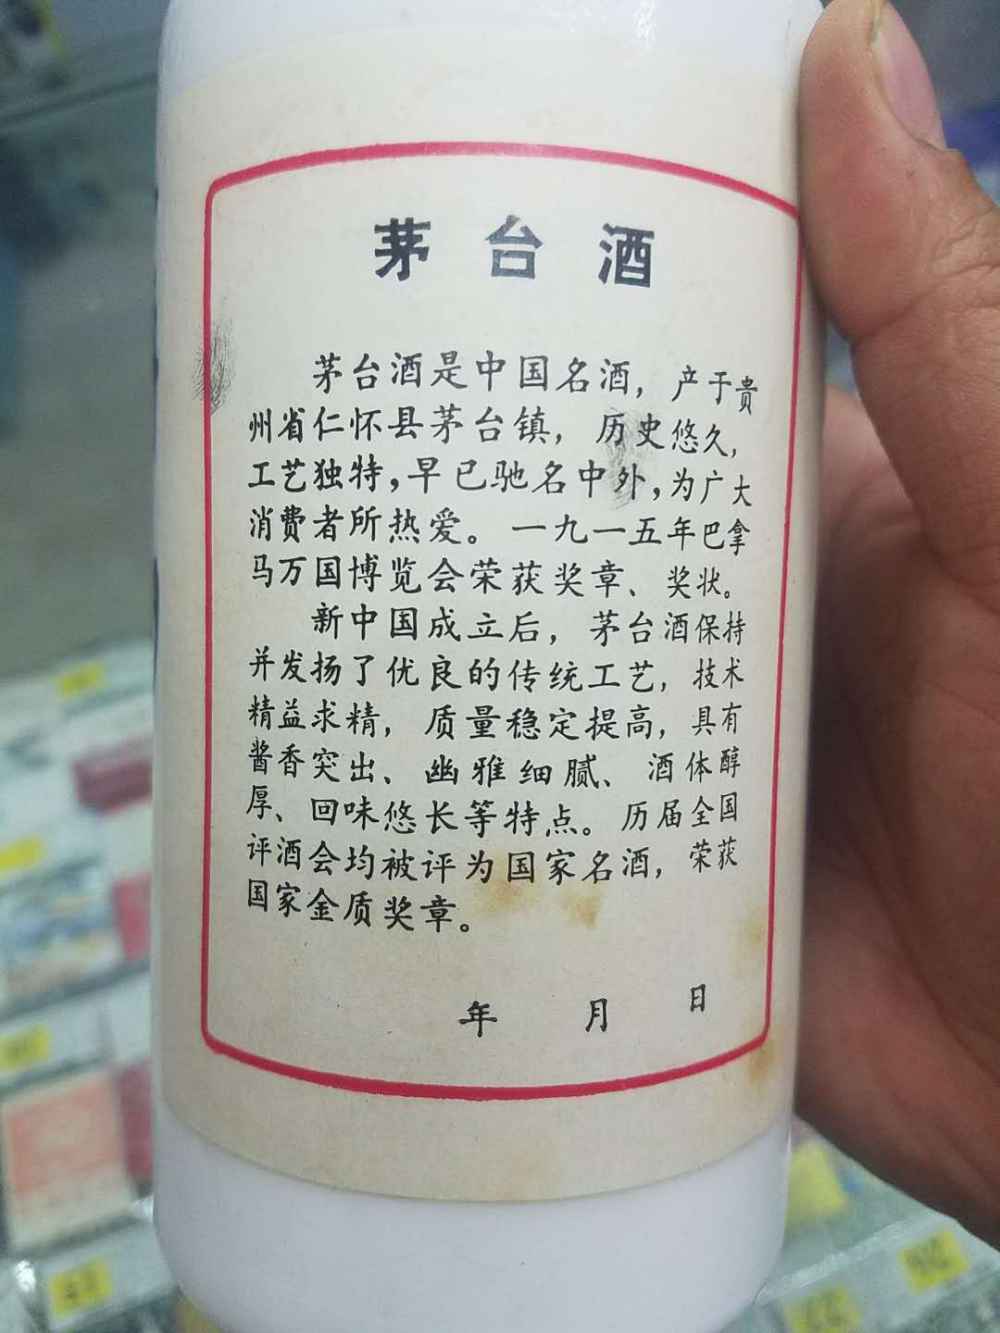 茅台酒
茅台酒是中国名酒，产于贵
州省仁怀县茅台镇，历史悠久，
工艺独特，早已驰名中外，为广大
消费者所热爱。一九一五年巴拿
马万国博览会荣获奖章、奖状。
新中国成立后，茅台酒保持
并发扬了优良的传统工艺，技术
精益求精，质量稳定提高，具有
酱香突出、幽雅细腻、酒体醇
厚、回味悠长等特点。历届全国
评酒会均被评为国家名酒，荣获
国家金质奖章。
年 月 日